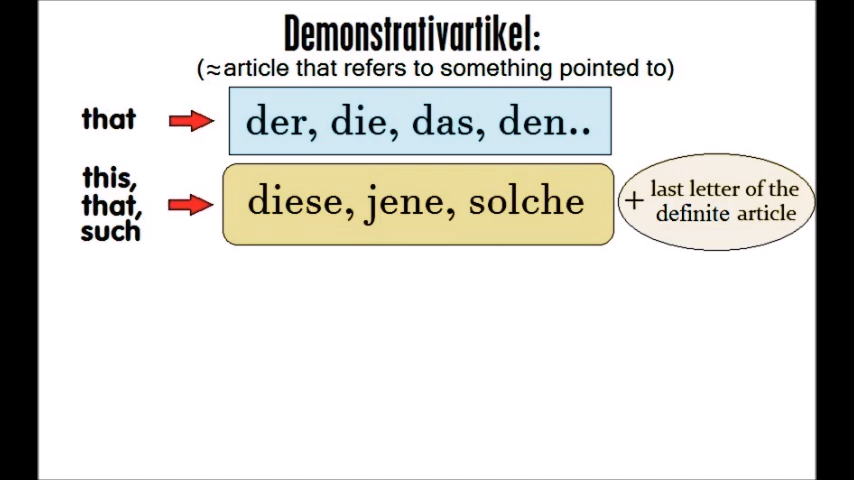 Demonstrativartikel:
(≈article that refers to something pointed to)
that
der, die, das, den..
this,
that,
such
diese, jene, solche
+ last letter of the
definite article